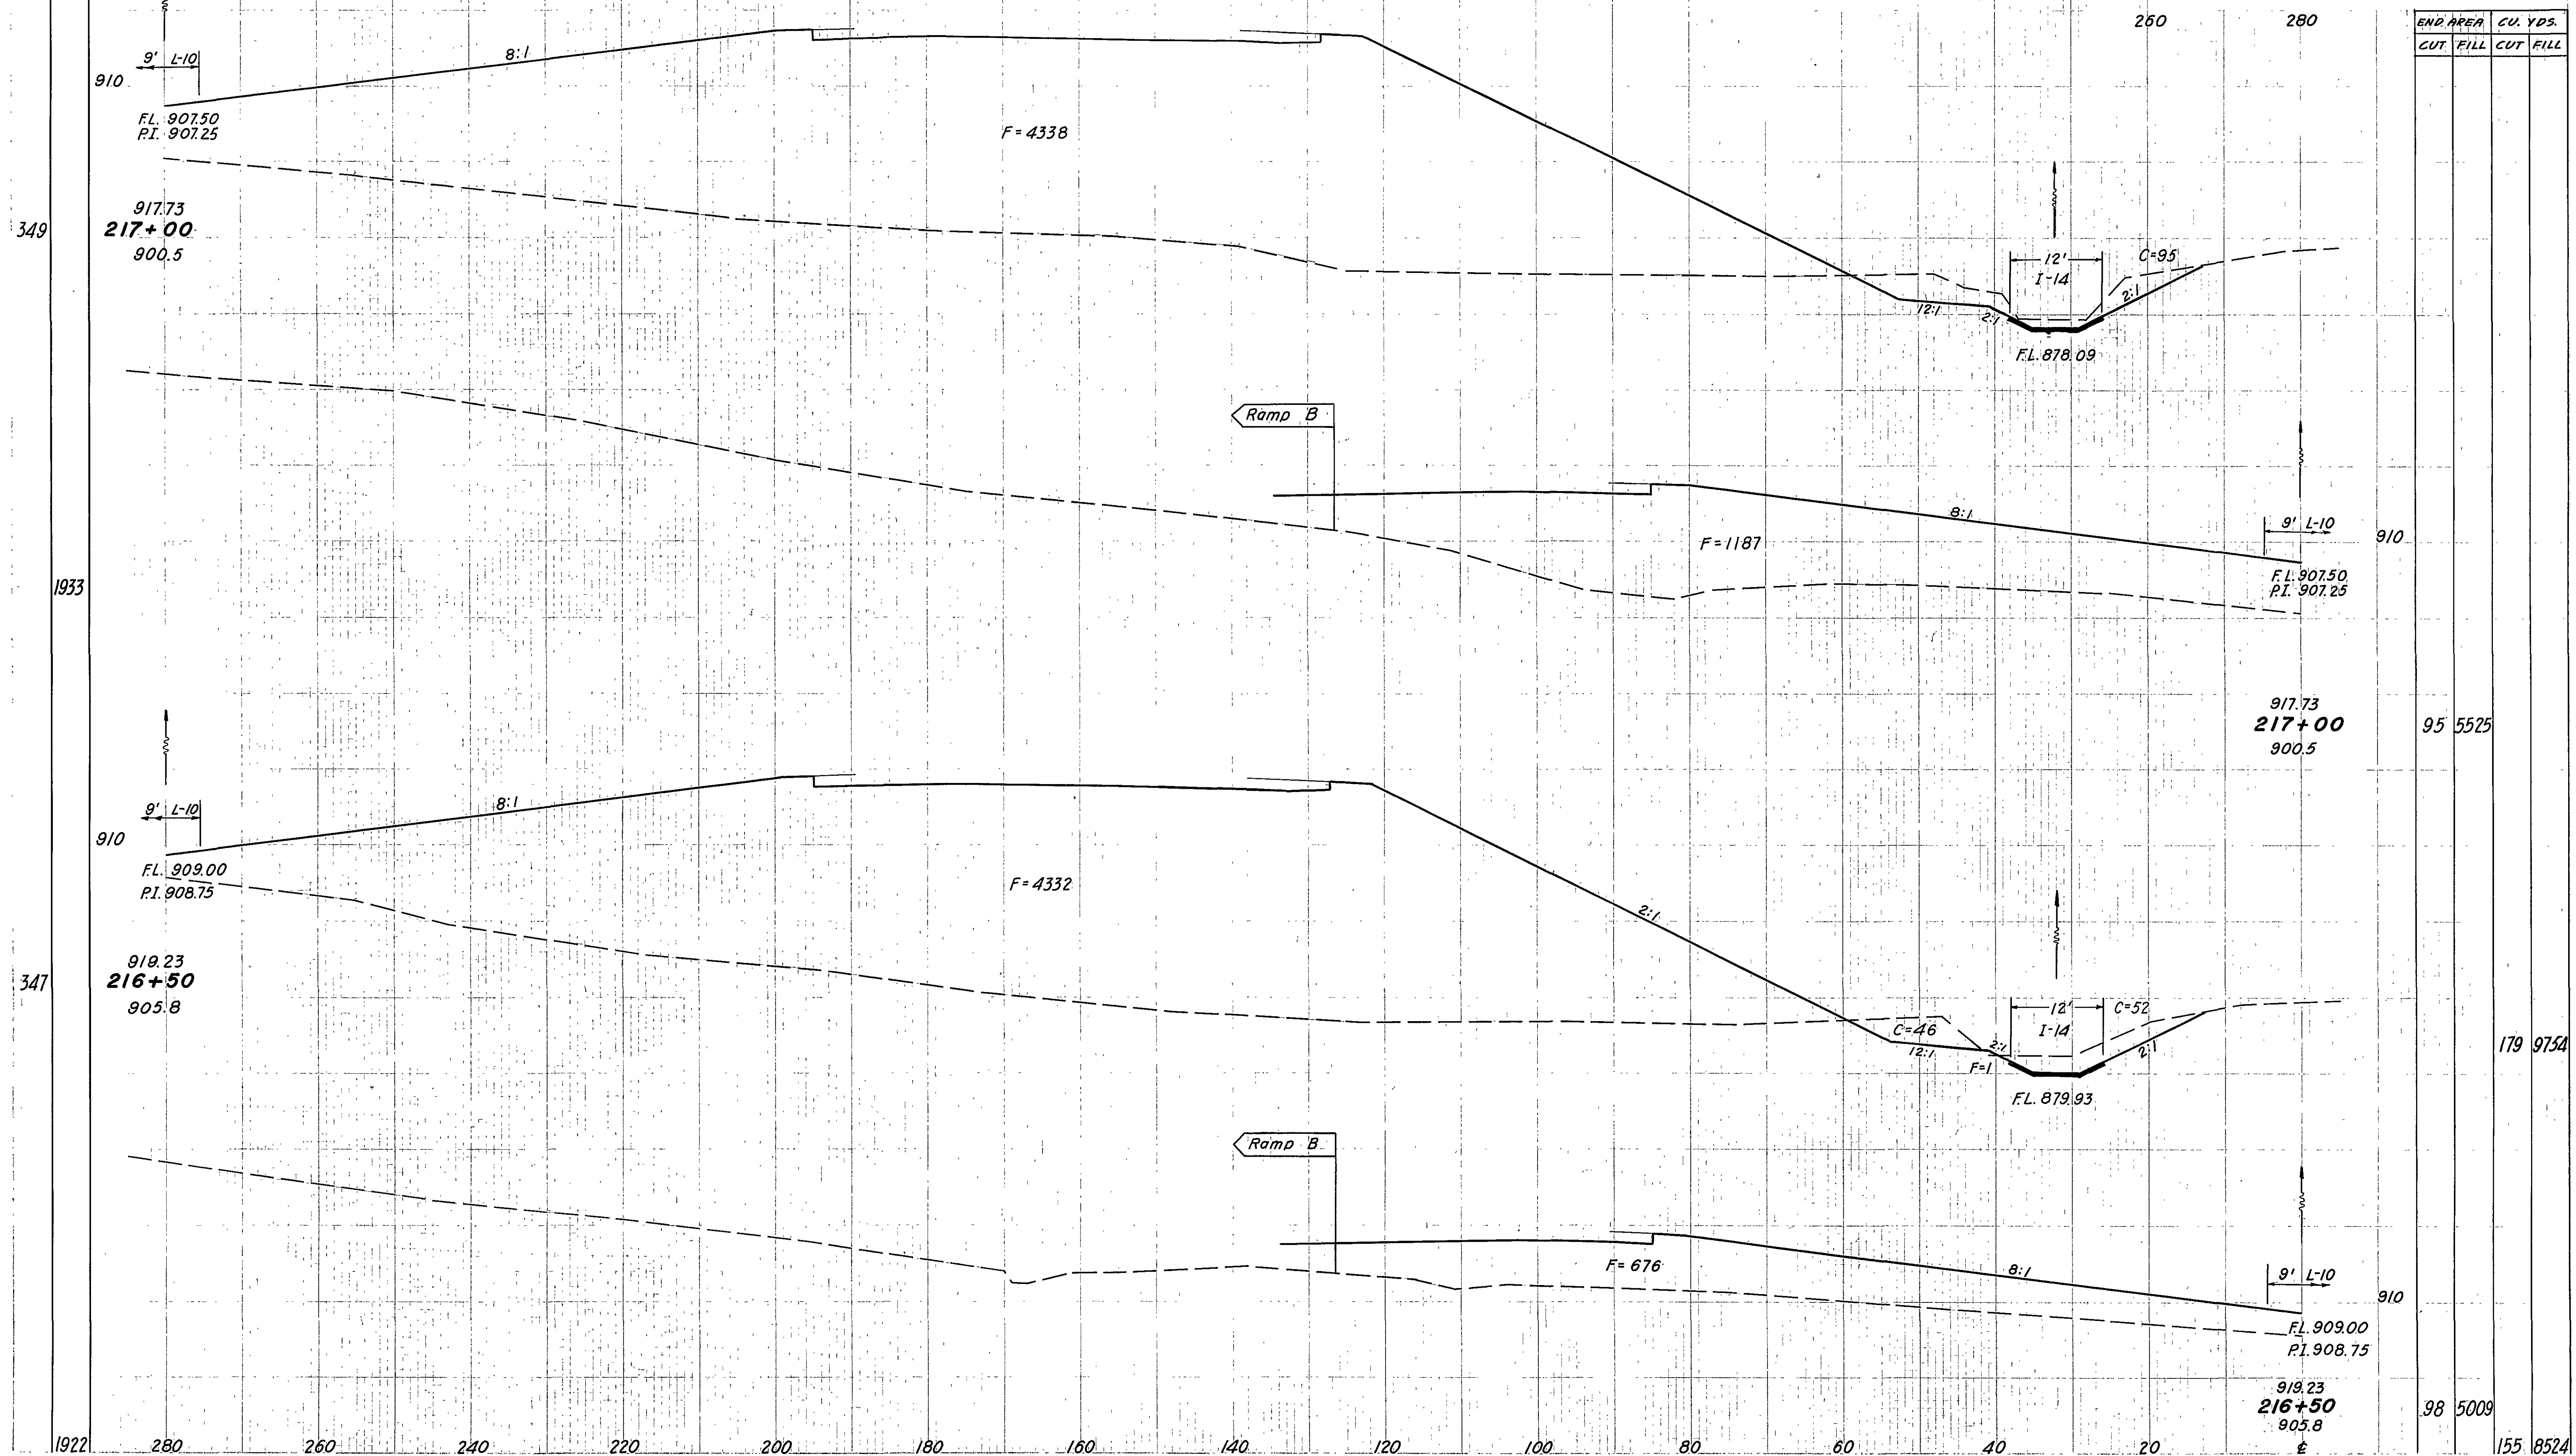 260 280
END AREA CU. YDS.
CUT FILL CUT FILL
9' L-10
8:1
910
F.L. 907.50
P.I. 907.25
F=4338
917.73
349 217+00
900.5
12'
I-14
C=95
12:1 2:1 2:1
F.L. 878.09
Ramp B
8:1
9' L-10
F=1187
910
F.L. 907.50
P.I. 907.25
1933
917.73
217+00 95 5525
900.5
9' L-10
8:1
910
F.L. 909.00
P.I. 908.75
F=4332
2:1
919.23
347 216+50
905.8
12'
I-14
C=52
C=46
12:1 2:1 2:1
F=1
179 9754
F.L. 879.93
Ramp B
F=676
8:1
9' L-10
910
F.L. 909.00
P.I. 908.75
919.23
216+50 98 5009
905.8
1922 280 260 240 220 200 180 160 140 120 100 80 60 40 20 ℄ 155 8524